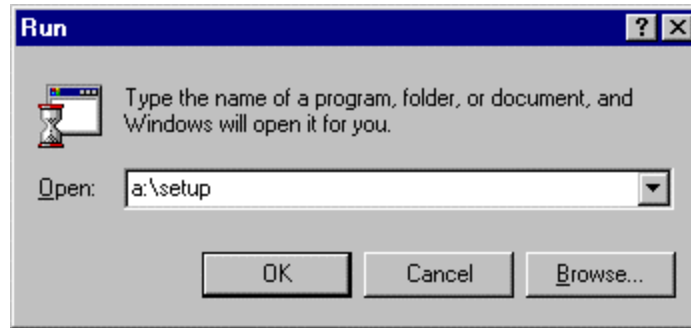 Run
Type the name of a program, folder, or document, and
Windows will open it for you.
Open: a:\setup
OK Cancel Browse...